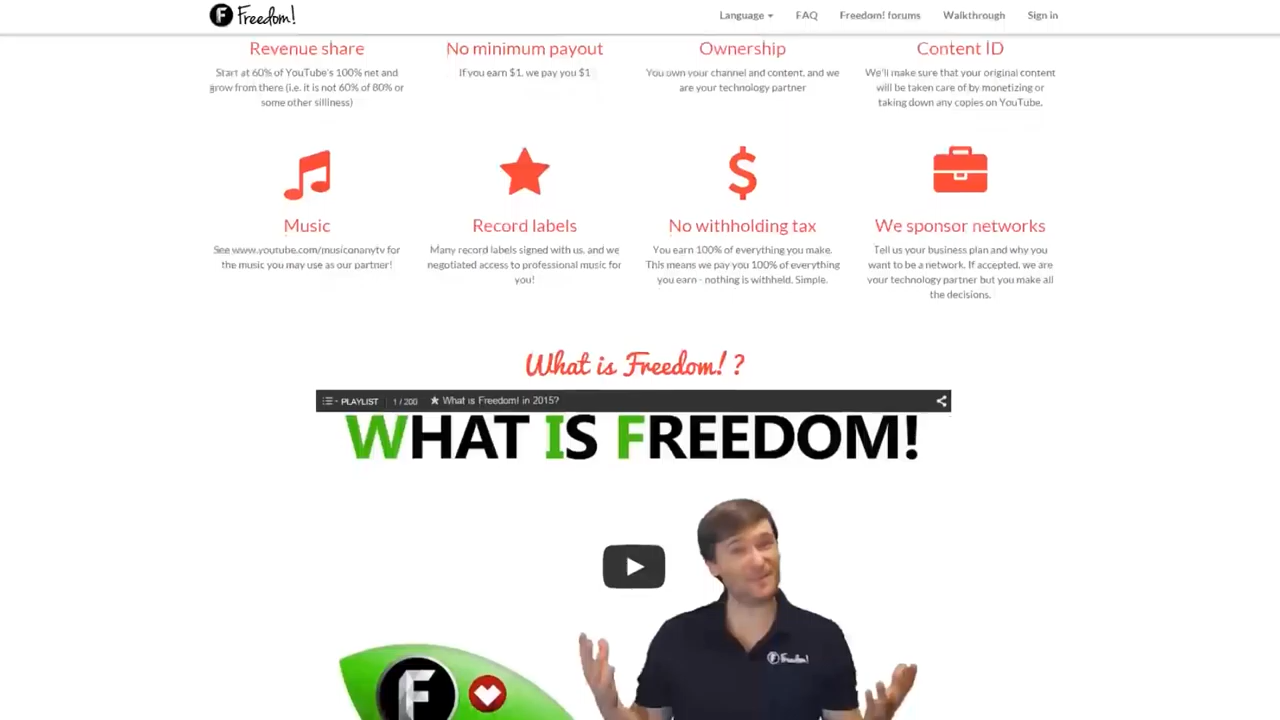 Freedom!
Language
FAQ
Freedom! forums
Walkthrough
Sign in
Revenue share
Start at 60% of YouTube's 100% net and
grow from there (i.e. it is not 60% of 80% or
some other silliness)
No minimum payout
If you earn $1, we pay you $1
Ownership
You own your channel and content, and we
are your technology partner
Content ID
We'll make sure that your original content
will be taken care of by monetizing or
taking down any copies on YouTube.
Music
See www.youtube.com/musiconanytv for
the music you may use as our partner!
Record labels
Many record labels signed with us, and we
negotiated access to professional music for
you!
No withholding tax
You earn 100% of everything you make.
This means we pay you 100% of everything
you earn - nothing is withheld. Simple.
We sponsor networks
Tell us your business plan and why you
want to be a network. If accepted, we are
your technology partner but you make all
the decisions.
What is Freedom! ?
PLAYLIST 1 / 200 ★ What is Freedom! in 2015?
WHAT IS FREEDOM!
Freedom!
F